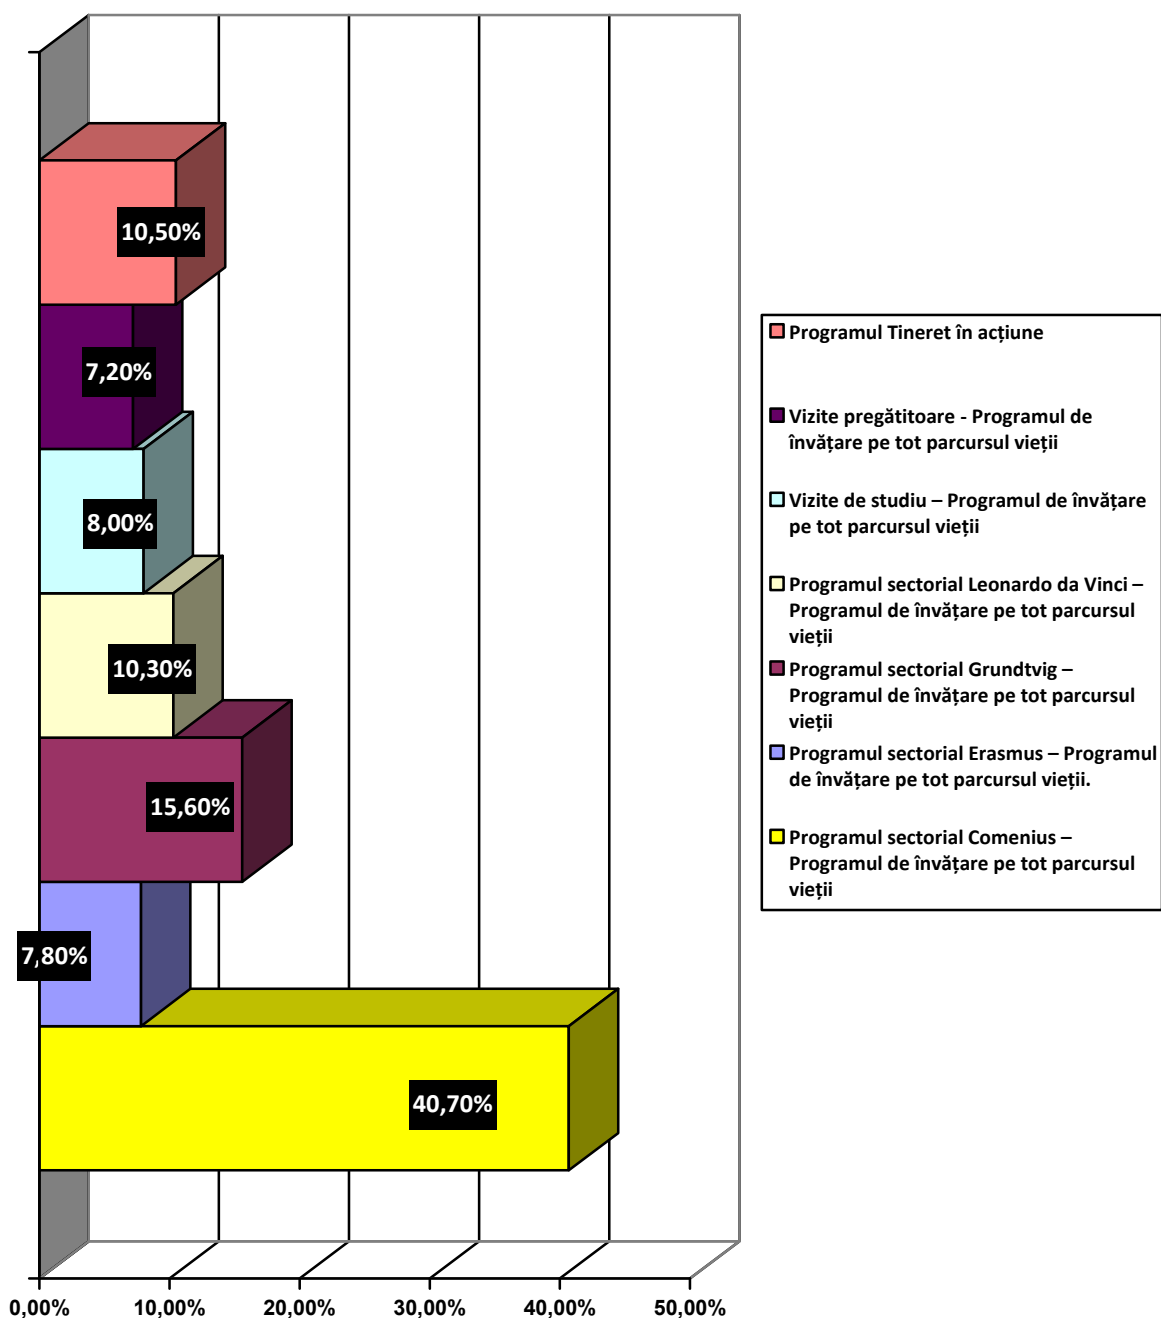 10,50%
7,20%
8,00%
10,30%
15,60%
7,80%
40,70%
0,00%
10,00%
20,00%
30,00%
40,00%
50,00%
Programul Tineret în acțiune
Vizite pregătitoare - Programul de
învățare pe tot parcursul vieții
Vizite de studiu – Programul de învățare
pe tot parcursul vieții
Programul sectorial Leonardo da Vinci –
Programul de învățare pe tot parcursul
vieții
Programul sectorial Grundtvig –
Programul de învățare pe tot parcursul
vieții
Programul sectorial Erasmus – Programul
de învățare pe tot parcursul vieții.
Programul sectorial Comenius –
Programul de învățare pe tot parcursul
vieții